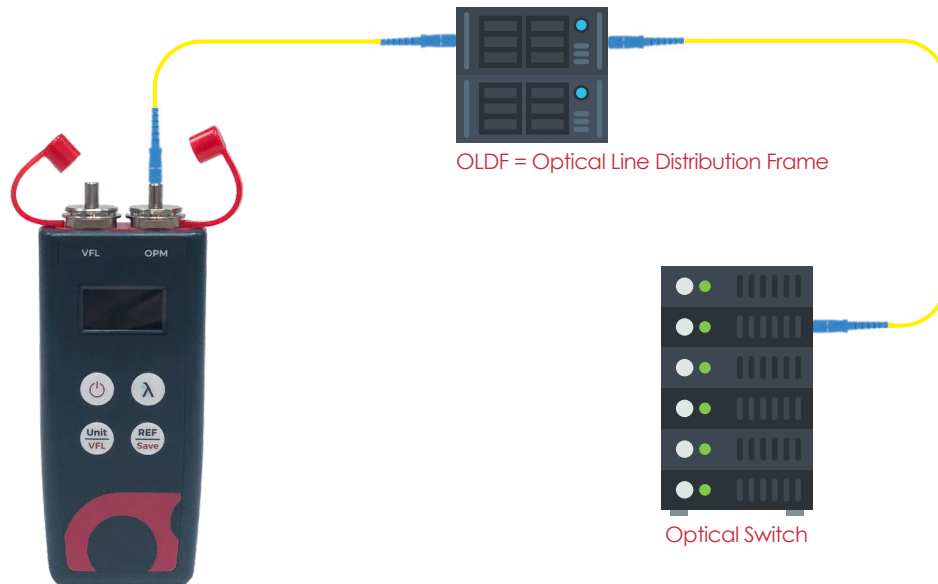 OLDF = Optical Line Distribution Frame
VFL OPM
λ
Unit REF
VFL Save
Optical Switch